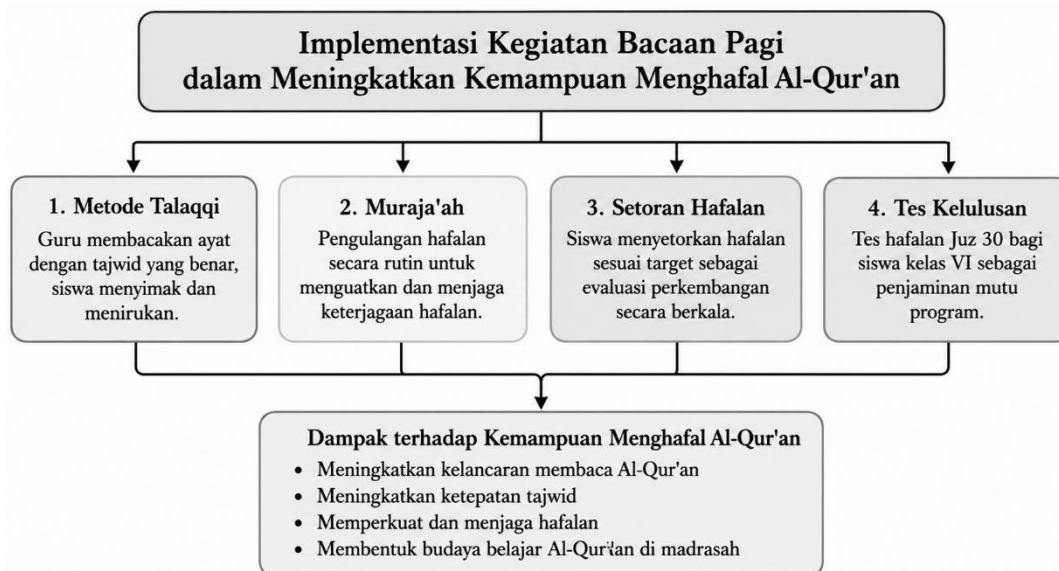 Implementasi Kegiatan Bacaan Pagi
dalam Meningkatkan Kemampuan Menghafal Al-Qur'an
1. Metode Talaqqi
Guru membacakan ayat
dengan tajwid yang benar,
siswa menyimak dan
menirukan.
2. Muraja'ah
Pengulangan hafalan
secara rutin untuk
menguatkan dan menjaga
keterjagaan hafalan.
3. Setoran Hafalan
Siswa menyetorkan hafalan
sesuai target sebagai
evaluasi perkembangan
secara berkala.
4. Tes Kelulusan
Tes hafalan Juz 30 bagi
siswa kelas VI sebagai
penjaminan mutu
program.
Dampak terhadap Kemampuan Menghafal Al-Qur'an
• Meningkatkan kelancaran membaca Al-Qur'an
• Meningkatkan ketepatan tajwid
• Memperkuat dan menjaga hafalan
• Membentuk budaya belajar di madrasah